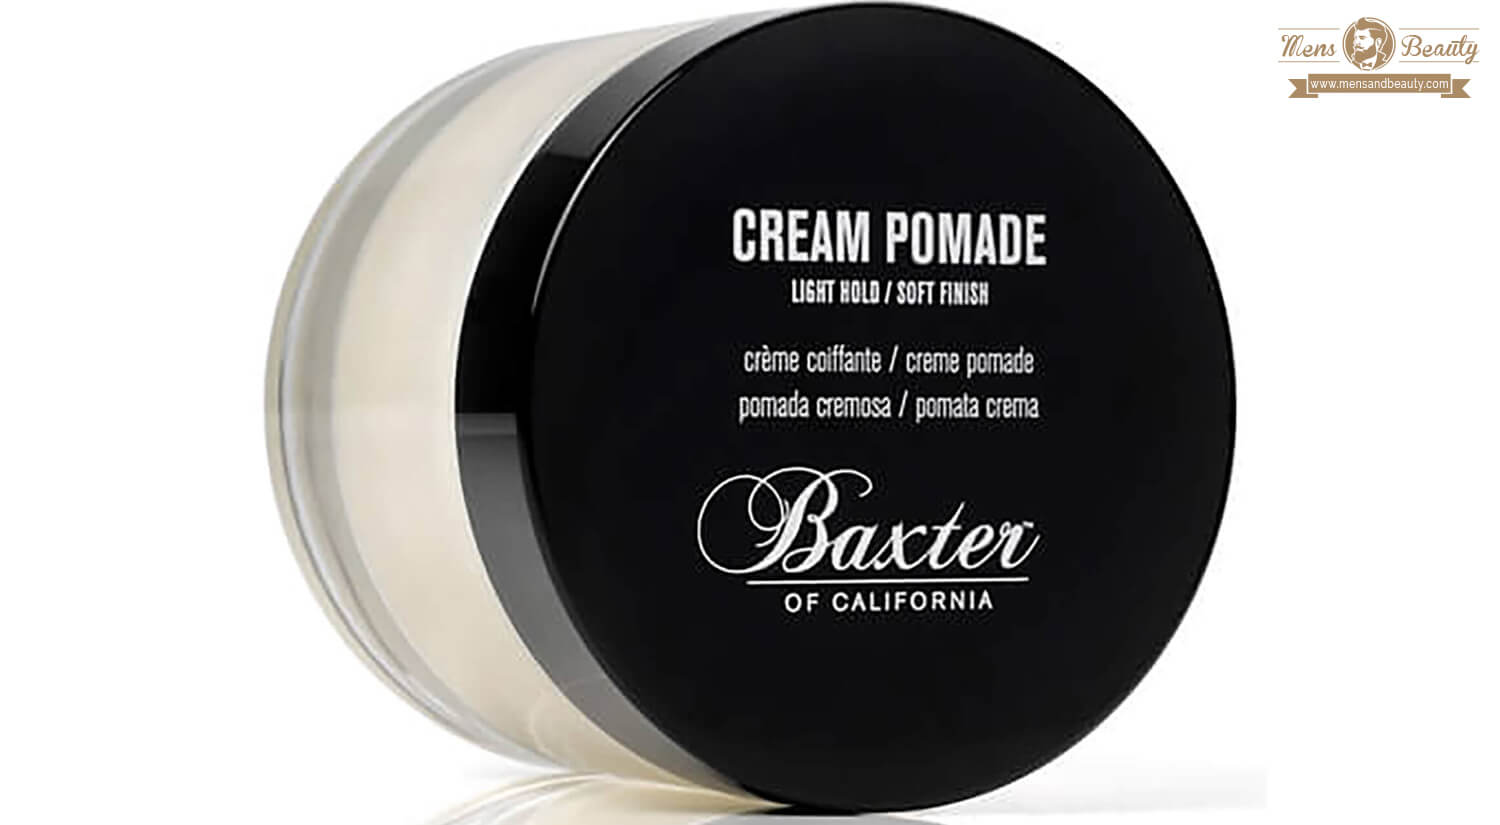 Mens Beauty
www.mensandbeauty.com
CREAM POMADE
LIGHT HOLD / SOFT FINISH
crème coiffante / creme pomade
pomada cremosa / pomata crema
Baxter™
OF CALIFORNIA